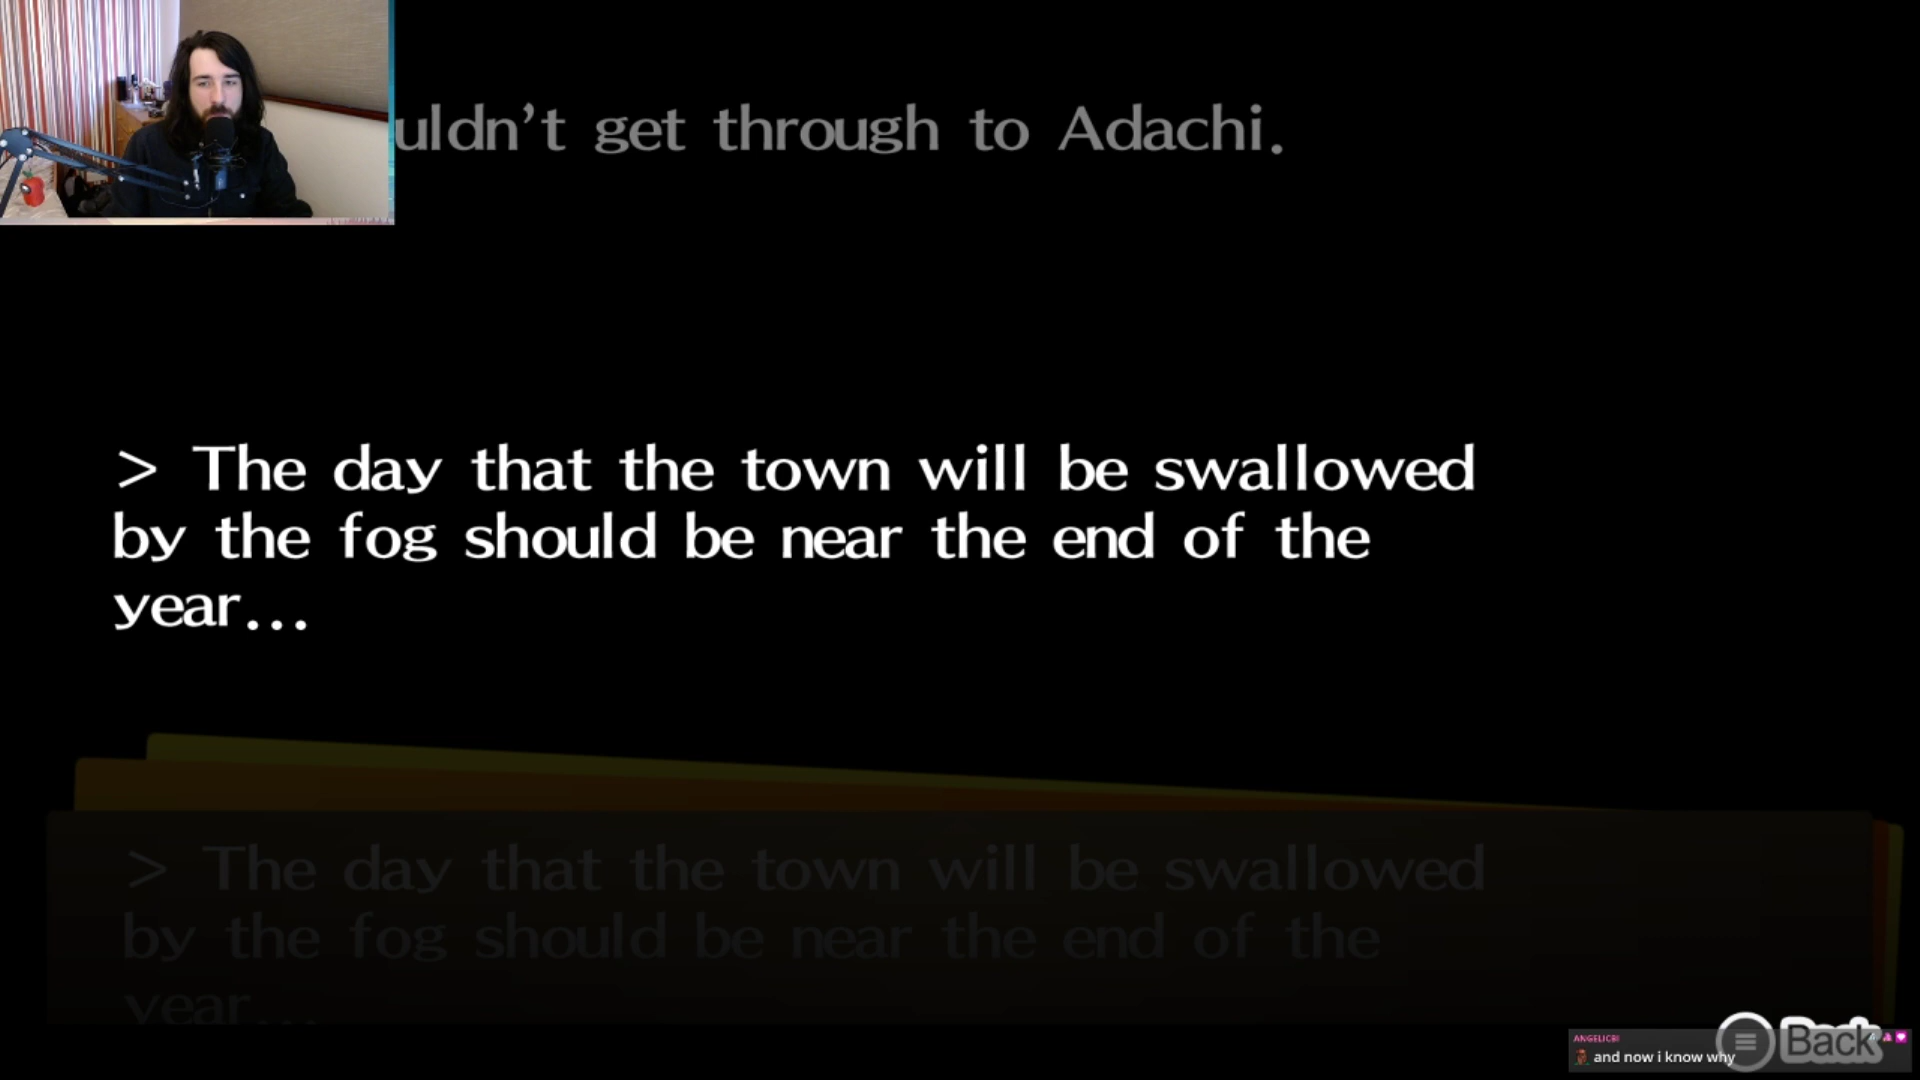 uldn't get through to Adachi.
> The day that the town will be swallowed
by the fog should be near the end of the
year...
> The day that the town will be swallowed
by the fog should be near the end of the
year...
Back
ANGELICBI
and now i know why